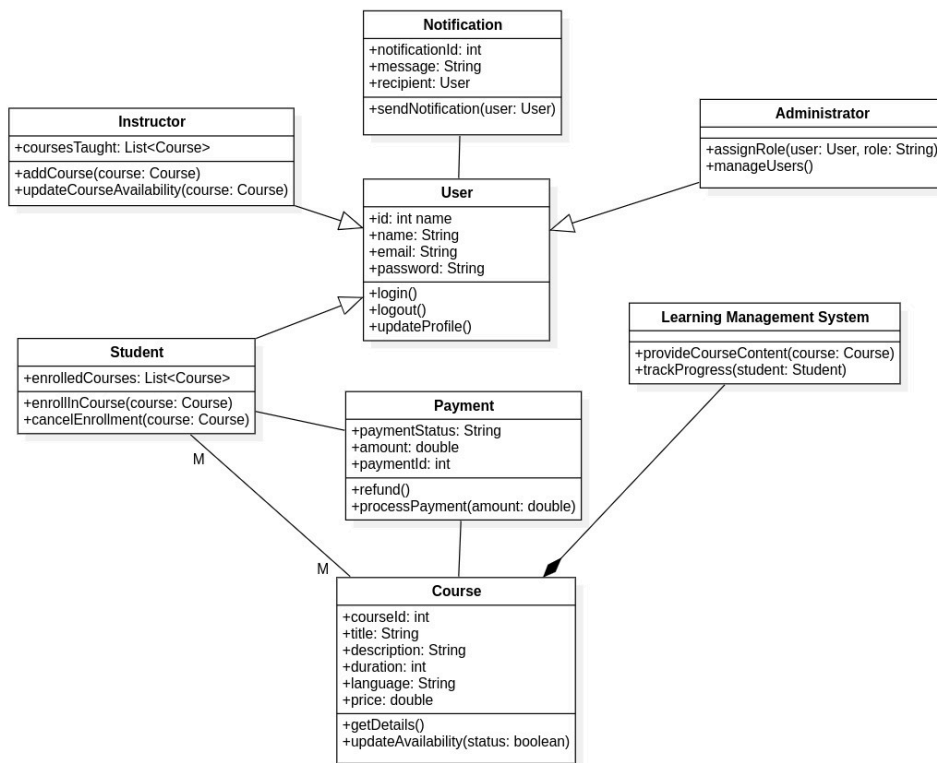 Notification
+notificationId: int
+message: String
+recipient: User
+sendNotification(user: User)
Instructor
+coursesTaught: List<Course>
+addCourse(course: Course)
+updateCourseAvailability(course: Course)
Administrator
+assignRole(user: User, role: String)
+manageUsers()
User
+id: int name
+name: String
+email: String
+password: String
+login()
+logout()
+updateProfile()
Learning Management System
+provideCourseContent(course: Course)
+trackProgress(student: Student)
Student
+enrolledCourses: List<Course>
+enrollInCourse(course: Course)
+cancelEnrollment(course: Course)
Payment
+paymentStatus: String
+amount: double
+paymentId: int
+refund()
+processPayment(amount: double)
M
M
Course
+courseId: int
+title: String
+description: String
+duration: int
+language: String
+price: double
+getDetails()
+updateAvailability(status: boolean)